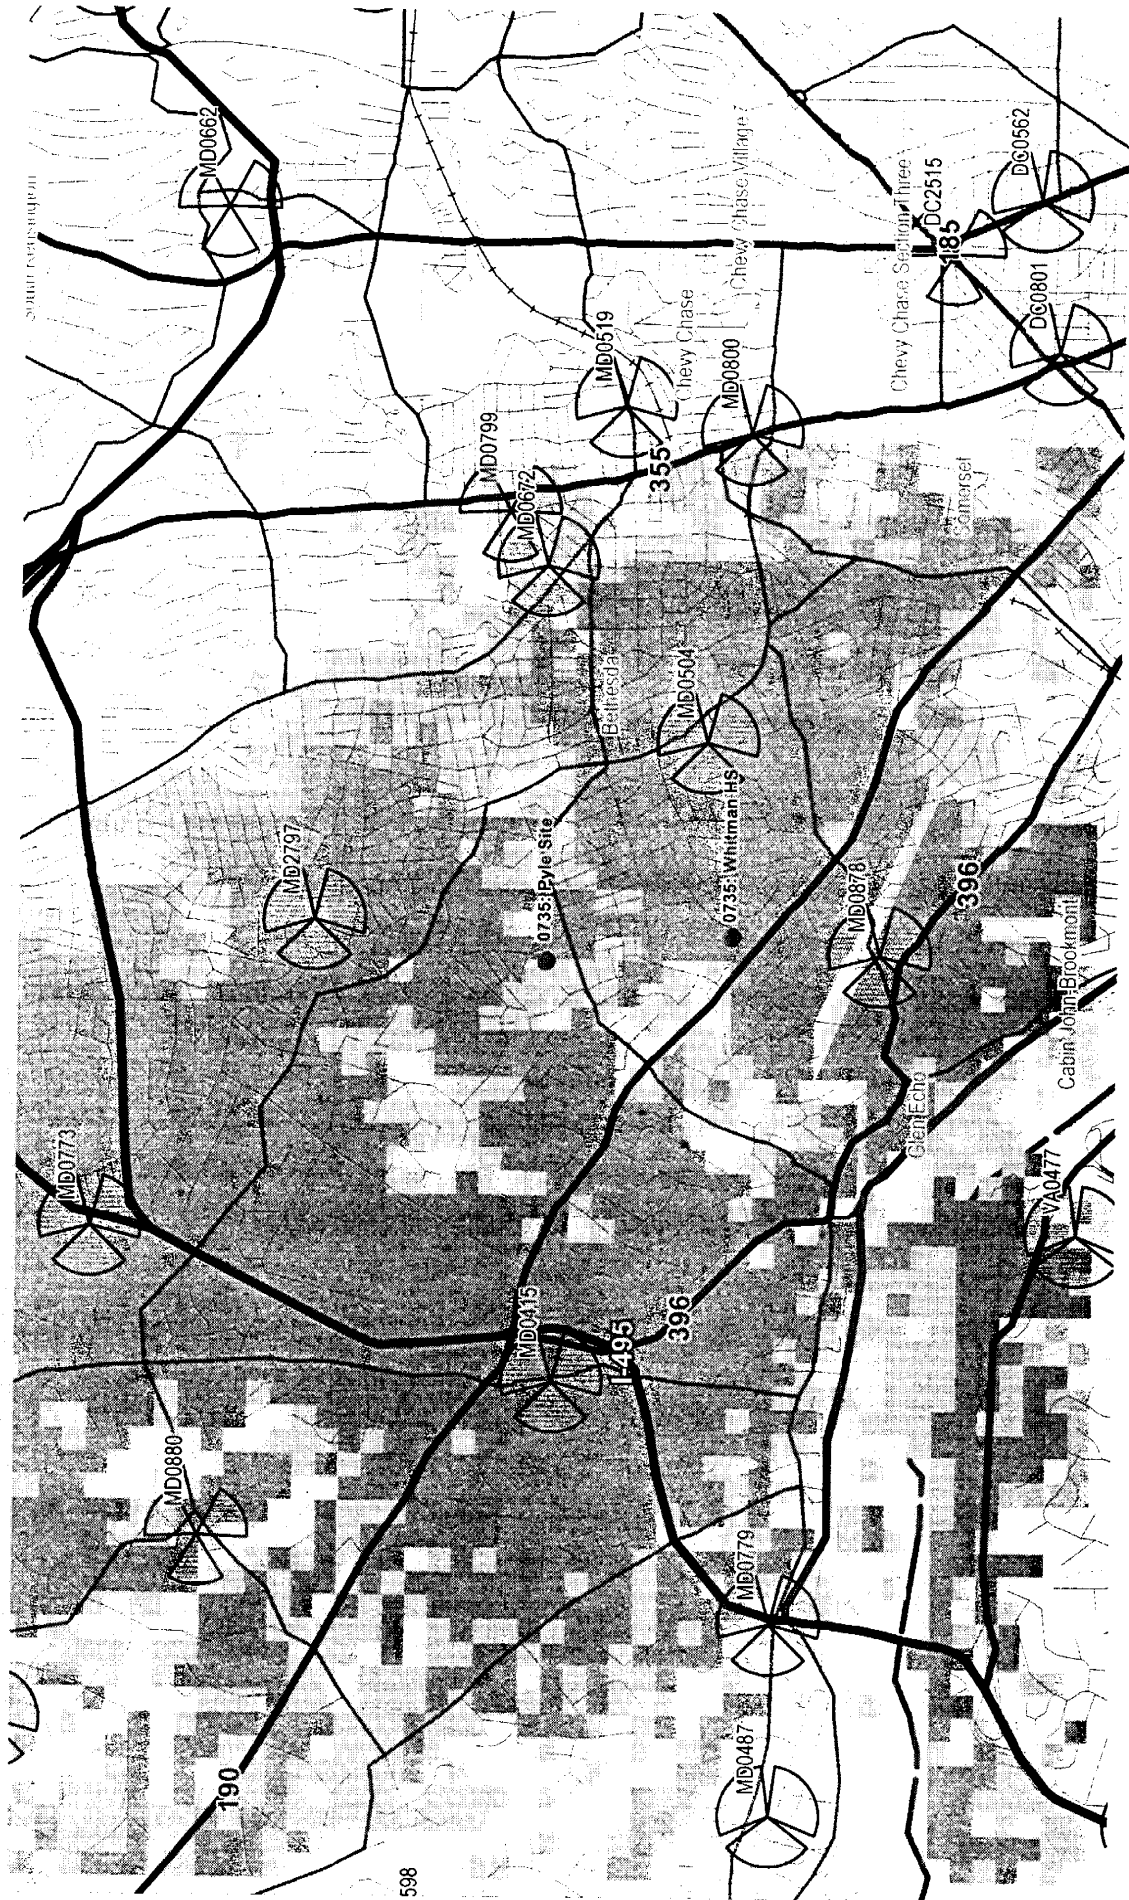 MD0662
DC0562
DC2515
185
Chevy Chase Village
Chevy Chase Section Three
DC0801
MD0519
Chevy Chase
MD0800
MD0799
MD0672
355
Somerset
Bethesda
MD0504
MD2797
0735: Pyle Site
0735: Whitman HS
MD0878
396
Cabin John-Brookmont
Glen Echo
MD0773
VA0477
MD0415
I-495
396
MD0880
MD0779
MD0487
190
598